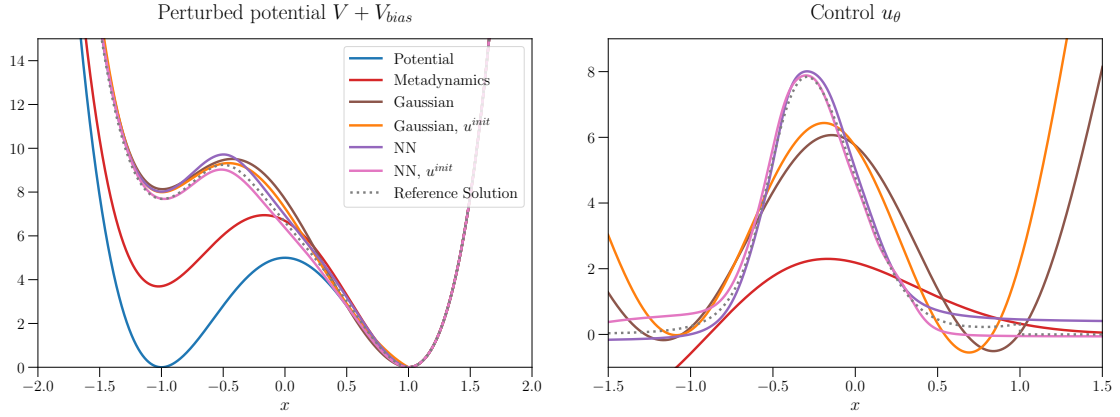 Perturbed potential V + V_bias
14
12
10
8
6
4
2
0
−2.0 −1.5 −1.0 −0.5 0.0 0.5 1.0 1.5 2.0
x
Potential
Metadynamics
Gaussian
Gaussian, u^init
NN
NN, u^init
Reference Solution
Control u_θ
8
6
4
2
0
−1.5 −1.0 −0.5 0.0 0.5 1.0 1.5
x